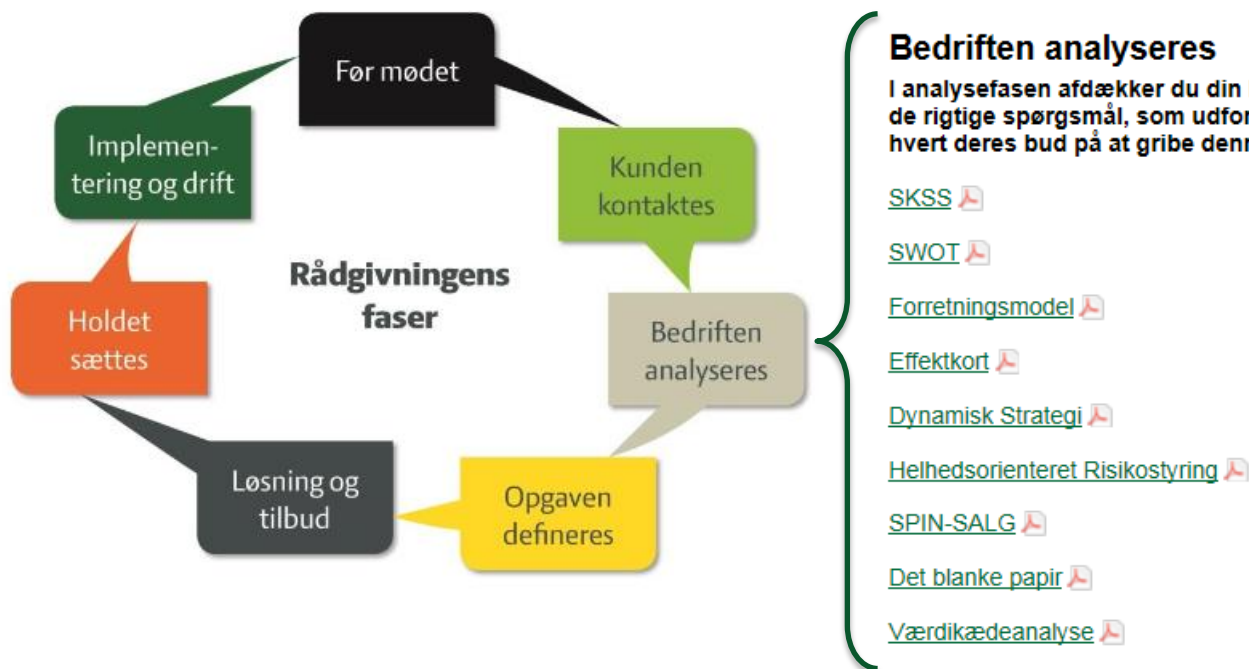 Før mødet
Kunden
kontaktes
Bedriften
analyseres
Opgaven
defineres
Løsning og
tilbud
Holdet
sættes
Implemen-
tering og drift
Rådgivningens
faser
Bedriften analyseres
I analysefasen afdækker du din
de rigtige spørgsmål, som
hvert deres bud på at gribe
SKSS
SWOT
Forretningsmodel
Effektkort
Dynamisk Strategi
Helhedsorienteret Risikostyring
SPIN-SALG
Det blanke papir
Værdikædeanalyse